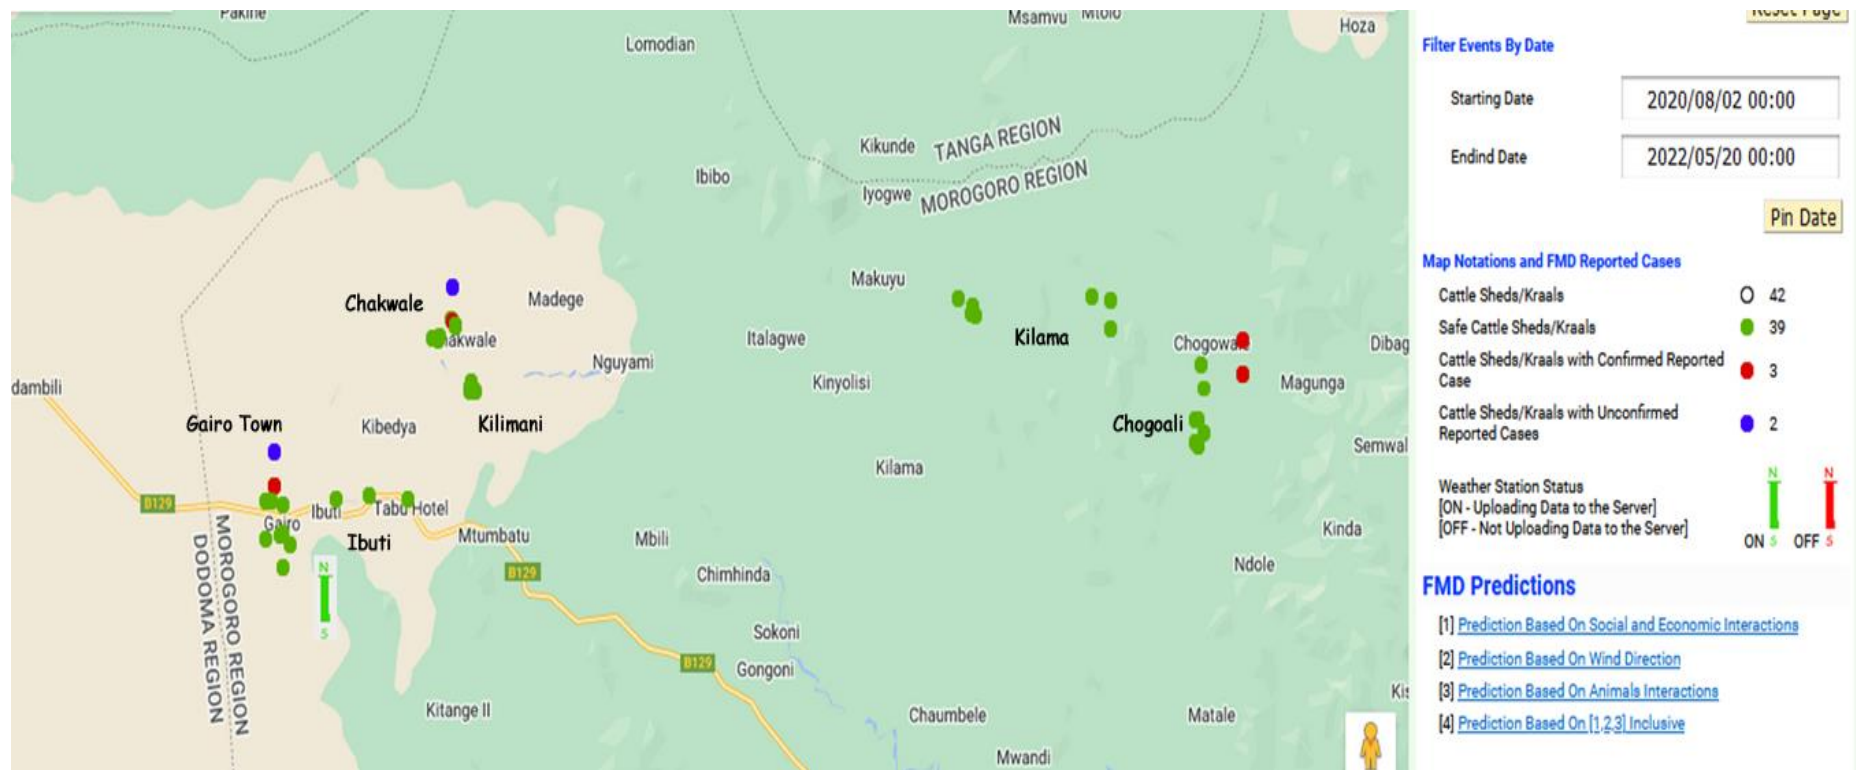 Pakine
Msamvu
Mtolo
Hoza
Lomodian
Kikunde
TANGA REGION
Ibibo
Iyogwe
MOROGORO REGION
Makuyu
Chakwale
Madege
Kilama
Italagwe
Chogowale
Dibag
akwale
Nguyami
Kinyolisi
Magunga
dambili
Gairo Town
Kibedya
Kilimani
Chogoali
Semwal
Kilama
B129
Ibuti
Tabu Hotel
Gairo
Ibuti
Mtumbatu
Mbili
Kinda
MOROGORO REGION
DODOMA REGION
N
S
B129
Chimhinda
Ndole
Sokoni
B129
Gongoni
Kis
Kitange II
Chaumbele
Matale
Mwandi
Reset Page
Filter Events By Date
Starting Date 2020/08/02 00:00
Endind Date 2022/05/20 00:00
Pin Date
Map Notations and FMD Reported Cases
Cattle Sheds/Kraals 42
Safe Cattle Sheds/Kraals 39
Cattle Sheds/Kraals with Confirmed Reported
Case 3
Cattle Sheds/Kraals with Unconfirmed
Reported Cases 2
Weather Station Status
[ON - Uploading Data to the Server]
[OFF - Not Uploading Data to the Server]
N N
ON S OFF S
FMD Predictions
[1] Prediction Based On Social and Economic Interactions
[2] Prediction Based On Wind Direction
[3] Prediction Based On Animals Interactions
[4] Prediction Based On [1,2,3] Inclusive